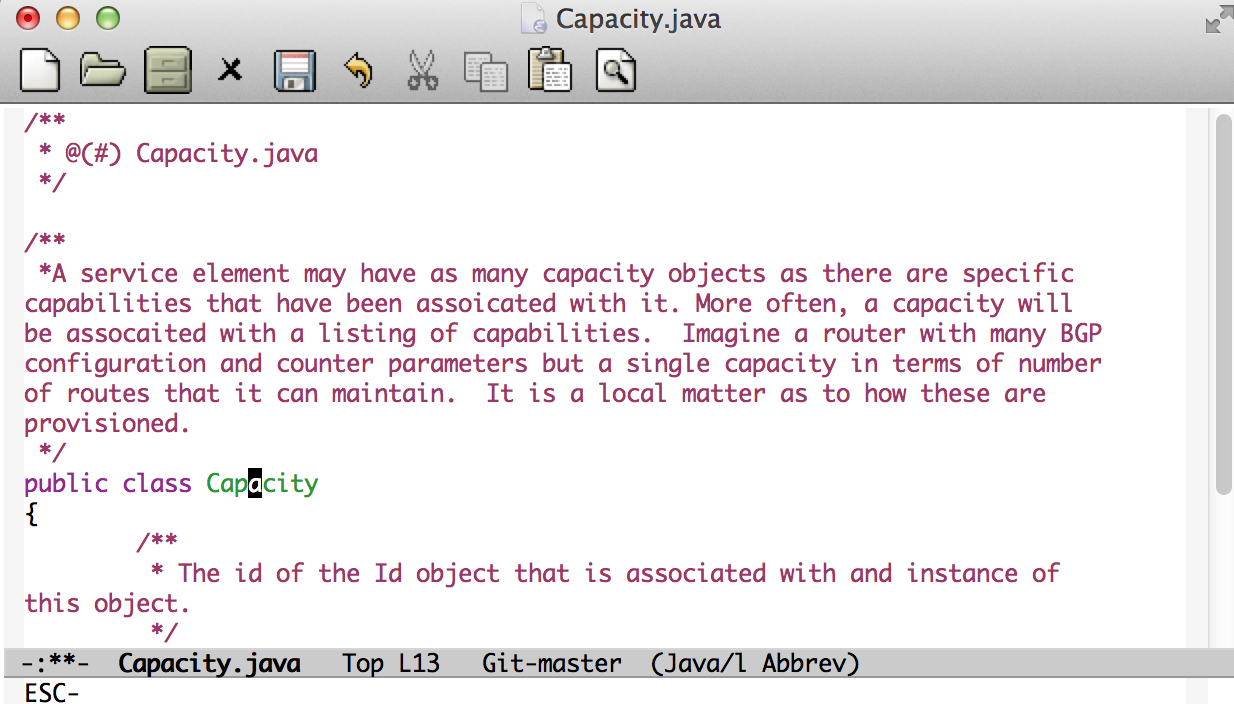 Capacity.java
/**
 * @(#) Capacity.java
 */
/**
 *A service element may have as many capacity objects as there are specific
capabilities that have been assoicated with it. More often, a capacity will
be assocaited with a listing of capabilities.  Imagine a router with many BGP
configuration and counter parameters but a single capacity in terms of number
of routes that it can maintain.  It is a local matter as to how these are
provisioned.
 */
public class Capacity
{
        /**
         * The id of the Id object that is associated with and instance of
this object.
         */
-:**-  Capacity.java   Top L13   Git-master  (Java/l Abbrev)
ESC-